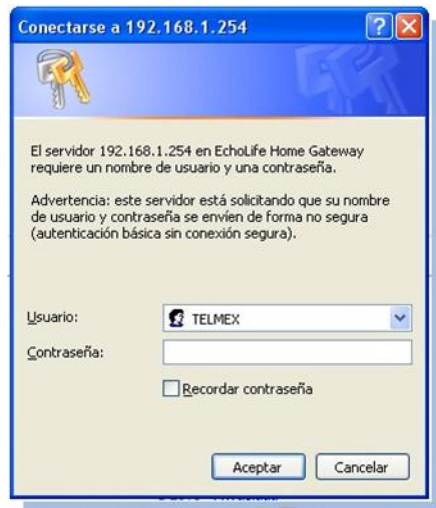 Conectarse a 192.168.1.254
El servidor 192.168.1.254 en EchoLife Home Gateway
requiere un nombre de usuario y una contraseña.
Advertencia: este servidor está solicitando que su nombre
de usuario y contraseña se envíen de forma no segura
(autenticación básica sin conexión segura).
Usuario:
TELMEX
Contraseña:
Recordar contraseña
Aceptar
Cancelar